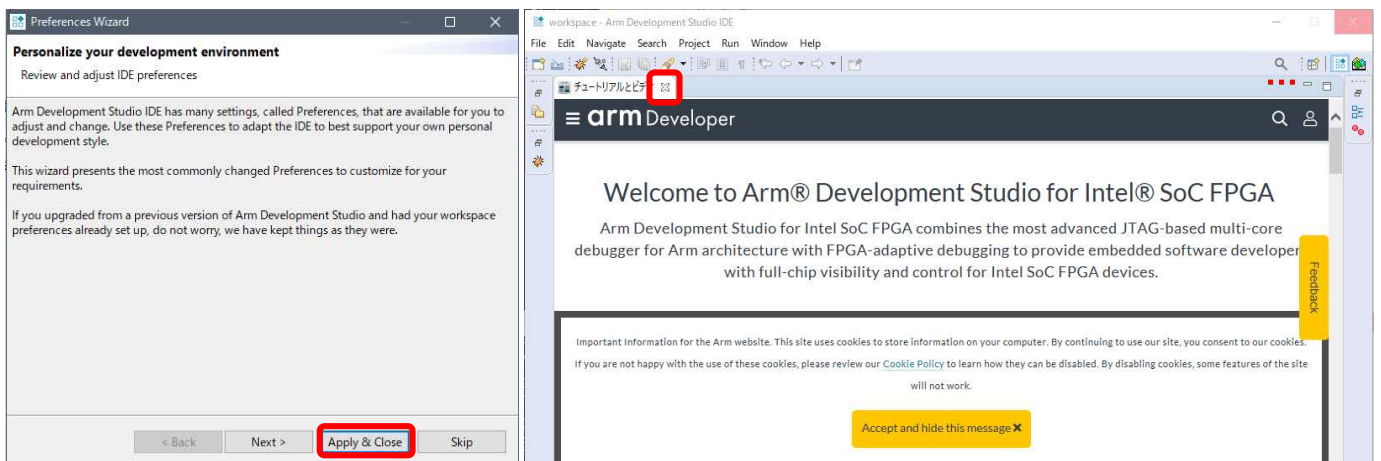 Preferences Wizard
Personalize your development environment
Review and adjust IDE preferences
Arm Development Studio IDE has many settings, called Preferences, that are available for you to
adjust and change. Use these Preferences to adapt the IDE to best support your own personal
development style.
This wizard presents the most commonly changed Preferences to customize for your
requirements.
If you upgraded from a previous version of Arm Development Studio and had your workspace
preferences already set up, do not worry, we have kept things as they were.
< Back Next > Apply & Close Skip
workspace - Arm Development Studio IDE
File Edit Navigate Search Project Run Window Help
チュートリアルとビデオ
arm Developer
Welcome to Arm® Development Studio for Intel® SoC FPGA
Arm Development Studio for Intel SoC FPGA combines the most advanced JTAG-based multi-core
debugger for Arm architecture with FPGA-adaptive debugging to provide embedded software developer
with full-chip visibility and control for Intel SoC FPGA devices.
Feedback
Important Information for the Arm website. This site uses cookies to store information on your computer. By continuing to use our site, you consent to our cookies.
If you are not happy with the use of these cookies, please review our Cookie Policy to learn how they can be disabled. By disabling cookies, some features of the site
will not work.
Accept and hide this message